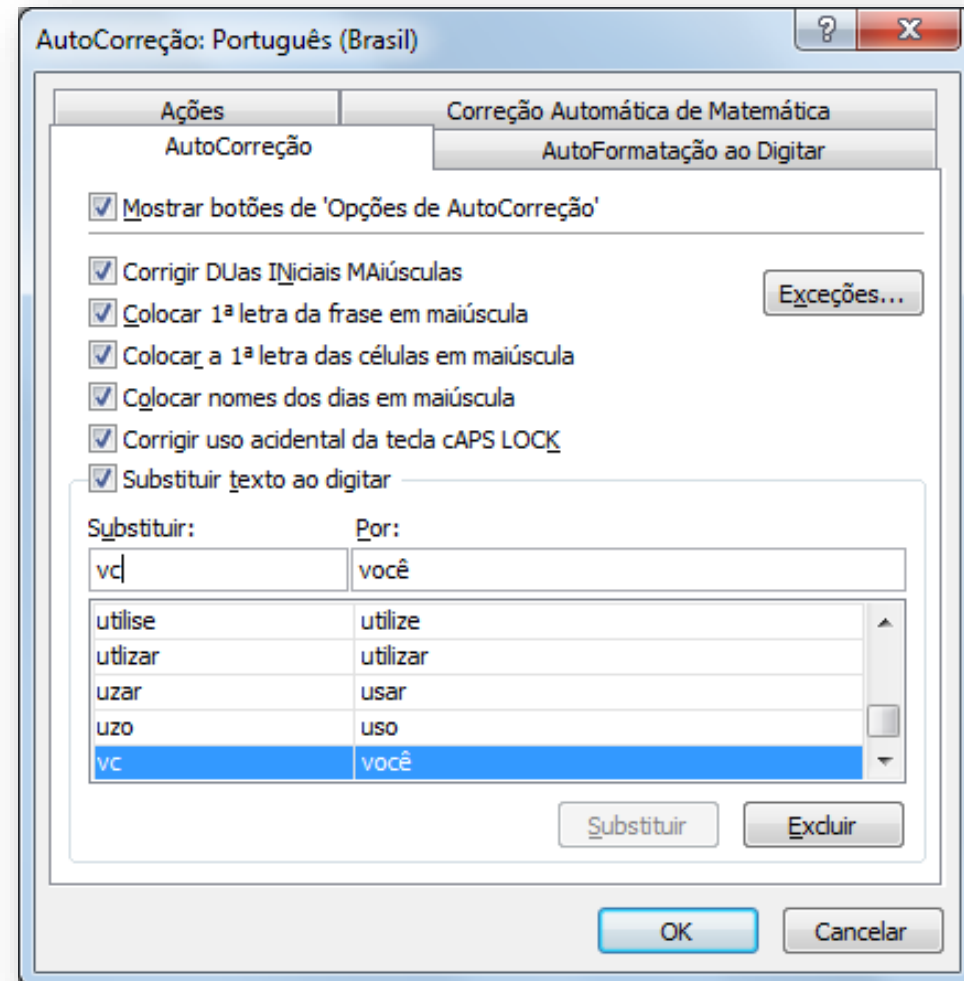 AutoCorreção: Português (Brasil)
Ações Correção Automática de Matemática
AutoCorreção AutoFormatação ao Digitar
Mostrar botões de 'Opções de AutoCorreção'
Corrigir DUas INiciais MAiúsculas
Exceções...
Colocar 1ª letra da frase em maiúscula
Colocar a 1ª letra das células em maiúscula
Colocar nomes dos dias em maiúscula
Corrigir uso acidental da tecla cAPS LOCK
Substituir texto ao digitar
Substituir: Por:
vc você
utilise utilize
utlizar utilizar
uzar usar
uzo uso
vc você
Substituir Excluir
OK Cancelar